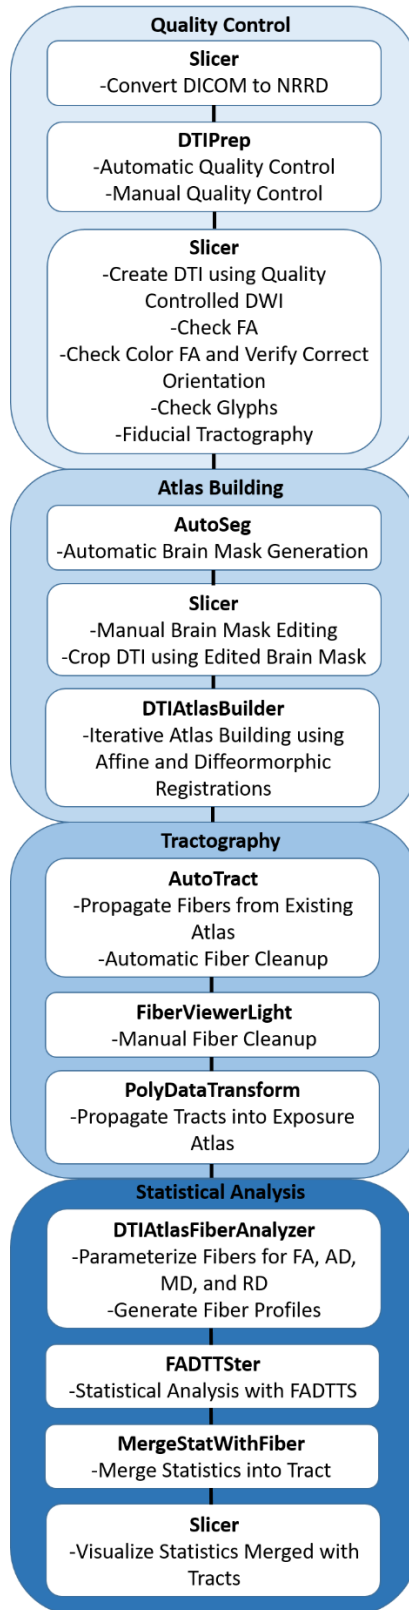 Quality Control
Slicer
-Convert DICOM to NRRD
DTIPrep
-Automatic Quality Control
-Manual Quality Control
Slicer
-Create DTI using Quality
Controlled DWI
-Check FA
-Check Color FA and Verify Correct
Orientation
-Check Glyphs
-Fiducial Tractography
Atlas Building
AutoSeg
-Automatic Brain Mask Generation
Slicer
-Manual Brain Mask Editing
-Crop DTI using Edited Brain Mask
DTIAtlasBuilder
-Iterative Atlas Building using
Affine and Diffeormorphic
Registrations
Tractography
AutoTract
-Propagate Fibers from Existing
Atlas
-Automatic Fiber Cleanup
FiberViewerLight
-Manual Fiber Cleanup
PolyDataTransform
-Propagate Tracts into Exposure
Atlas
Statistical Analysis
DTIAtlasFiberAnalyzer
-Parameterize Fibers for FA, AD,
MD, and RD
-Generate Fiber Profiles
FADTTSter
-Statistical Analysis with FADTTS
MergeStatWithFiber
-Merge Statistics into Tract
Slicer
-Visualize Statistics Merged with
Tracts